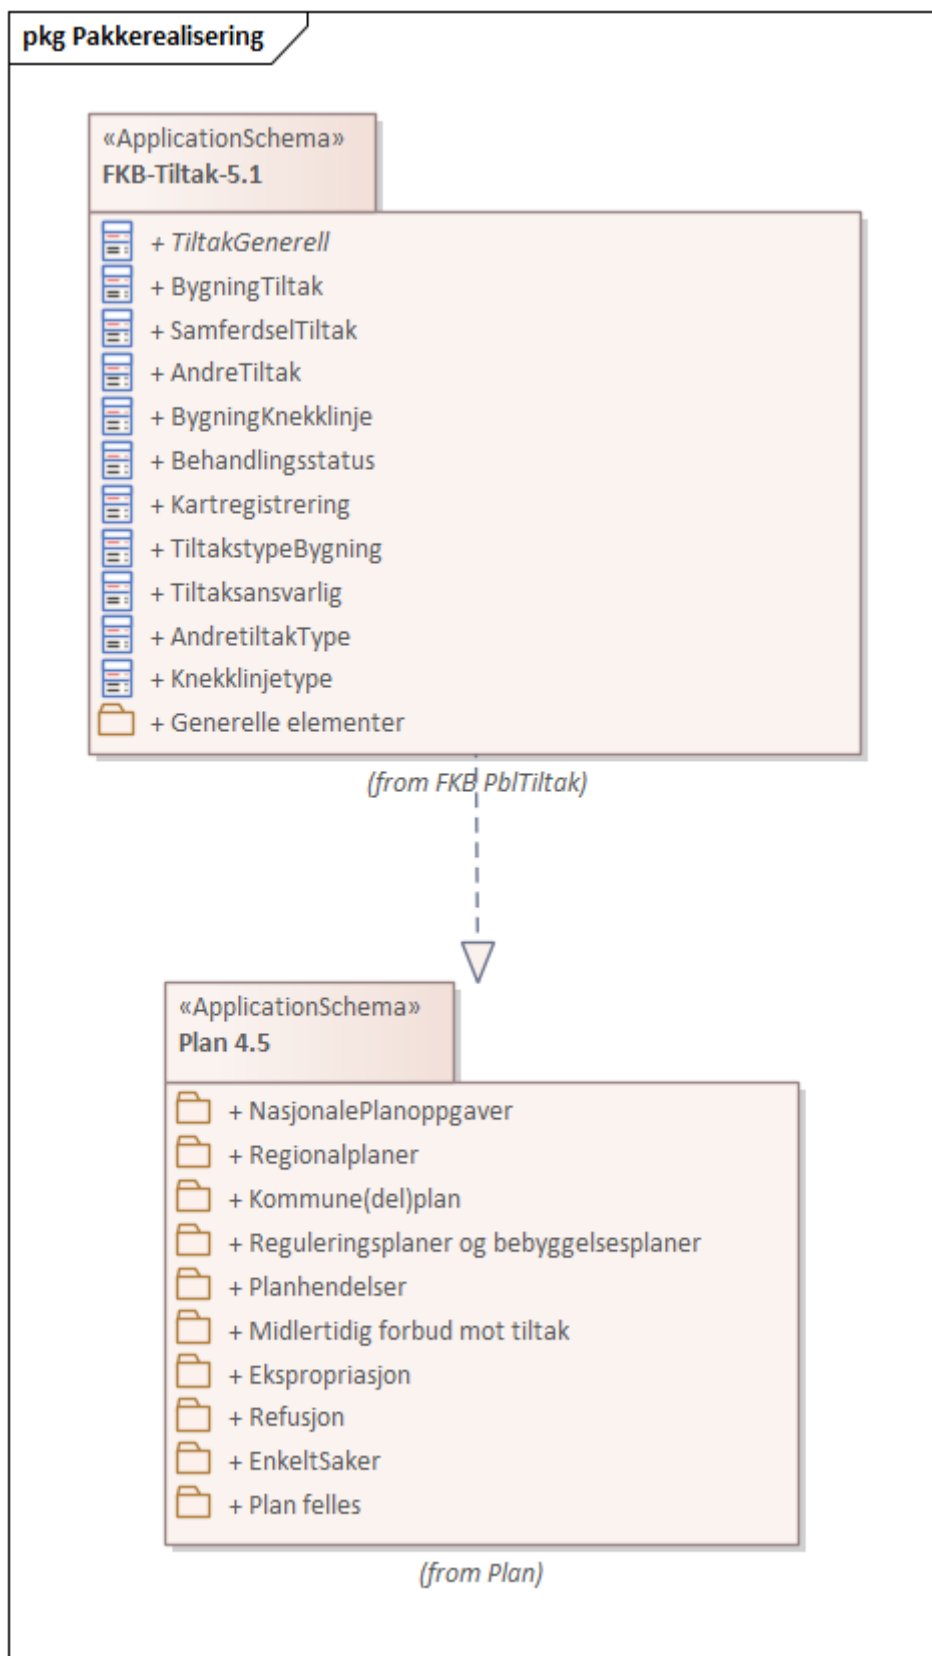 pkg Pakkerealisering
«ApplicationSchema»
FKB-Tiltak-5.1
+ TiltakGenerell
+ BygningTiltak
+ SamferdselTiltak
+ AndreTiltak
+ BygningKnekklinje
+ Behandlingsstatus
+ Kartregistrering
+ TiltakstypeBygning
+ Tiltaksansvarlig
+ AndretiltakType
+ Knekklinjetype
+ Generelle elementer
(from FKB PblTiltak)
«ApplicationSchema»
Plan 4.5
+ NasjonalePlanoppgaver
+ Regionalplaner
+ Kommune(del)plan
+ Reguleringsplaner og bebyggelsesplaner
+ Planhendelser
+ Midlertidig forbud mot tiltak
+ Ekspropriasjon
+ Refusjon
+ EnkeltSaker
+ Plan felles
(from Plan)